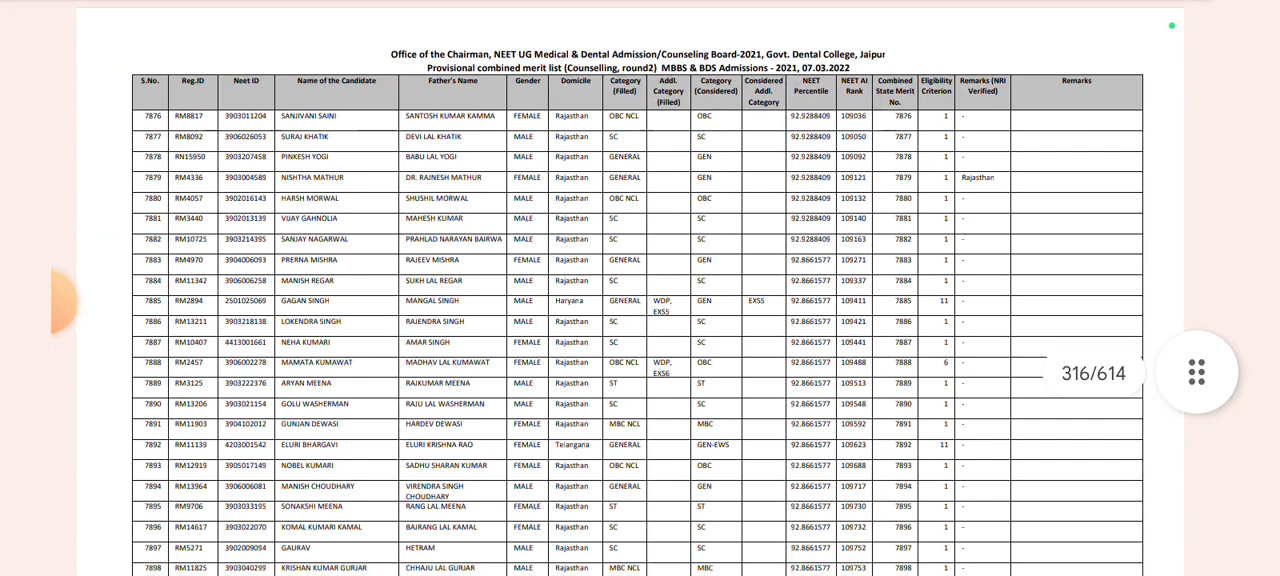 Office of the Chairman, NEET UG Medical & Dental Admission/Counseling Board-2021, Govt. Dental College, Jaipur
Provisional combined merit list (Counselling, round2) MBBS & BDS Admissions - 2021, 07.03.2022
S.No. Reg.ID Neet ID Name of the Candidate Father's Name Gender Domicile Category (Filled) Addl. Category (Filled) Category (Considered) Considered Addl. Category NEET Percentile NEET AI Rank Combined State Merit No. Eligibility Criterion Remarks (NRI Verified) Remarks
7876 RM8817 3903011204 SANJIVANI SAINI SANTOSH KUMAR KAMMA FEMALE Rajasthan OBC NCL OBC 92.9288409 109036 7876 1 -
7877 RM8092 3906026053 SURAJ KHATIK DEVI LAL KHATIK MALE Rajasthan SC SC 92.9288409 109050 7877 1 -
7878 RN15950 3903207458 PINKESH YOGI BABU LAL YOGI MALE Rajasthan GENERAL GEN 92.9288409 109092 7878 1 -
7879 RM4336 3903004589 NISHTHA MATHUR DR. RAJNESH MATHUR FEMALE Rajasthan GENERAL GEN 92.9288409 109121 7879 1 Rajasthan
7880 RM4057 3902016143 HARSH MORWAL SHUSHIL MORWAL MALE Rajasthan OBC NCL OBC 92.9288409 109132 7880 1 -
7881 RM3440 3902013139 VIJAY GAHNOLIA MAHESH KUMAR MALE Rajasthan SC SC 92.9288409 109140 7881 1 -
7882 RM10725 3903214395 SANJAY NAGARWAL PRAHLAD NARAYAN BAIRWA MALE Rajasthan SC SC 92.9288409 109163 7882 1 -
7883 RM4970 3904006093 PRERNA MISHRA RAJEEV MISHRA FEMALE Rajasthan GENERAL GEN 92.8661577 109271 7883 1 -
7884 RM11342 3906006258 MANISH REGAR SUKH LAL REGAR MALE Rajasthan SC SC 92.8661577 109337 7884 1 -
7885 RM2894 2501025069 GAGAN SINGH MANGAL SINGH MALE Haryana GENERAL WDP, EXS5 GEN EXS5 92.8661577 109411 7885 11 -
7886 RM13211 3903218138 LOKENDRA SINGH RAJENDRA SINGH MALE Rajasthan SC SC 92.8661577 109421 7886 1 -
7887 RM10407 4413001661 NEHA KUMARI AMAR SINGH FEMALE Rajasthan SC SC 92.8661577 109441 7887 1 -
7888 RM2457 3906002278 MAMATA KUMAWAT MADHAV LAL KUMAWAT FEMALE Rajasthan OBC NCL WDP, EXS6 OBC 92.8661577 109488 7888 6 -
7889 RM3125 3903222376 ARYAN MEENA RAJKUMAR MEENA MALE Rajasthan ST ST 92.8661577 109513 7889 1 -
7890 RM13206 3903021154 GOLU WASHERMAN RAJU LAL WASHERMAN MALE Rajasthan SC SC 92.8661577 109548 7890 1 -
7891 RM11903 3904102012 GUNJAN DEWASI HARDEV DEWASI FEMALE Rajasthan MBC NCL MBC 92.8661577 109592 7891 1 -
7892 RM11139 4203001542 ELURI BHARGAVI ELURI KRISHNA RAO FEMALE Telangana GENERAL GEN-EWS 92.8661577 109623 7892 11 -
7893 RM12919 3905017149 NOBEL KUMARI SADHU SHARAN KUMAR FEMALE Rajasthan OBC NCL OBC 92.8661577 109688 7893 1 -
7894 RM13964 3906006081 MANISH CHOUDHARY VIRENDRA SINGH CHOUDHARY MALE Rajasthan GENERAL GEN 92.8661577 109717 7894 1 -
7895 RM9706 3903033195 SONAKSHI MEENA RANG LAL MEENA FEMALE Rajasthan ST ST 92.8661577 109730 7895 1 -
7896 RM14617 3903022070 KOMAL KUMARI KAMAL BAJRANG LAL KAMAL FEMALE Rajasthan SC SC 92.8661577 109732 7896 1 -
7897 RM5271 3902009094 GAURAV HETRAM MALE Rajasthan SC SC 92.8661577 109752 7897 1 -
7898 RM11825 3903040299 KRISHAN KUMAR GURJAR CHHAJU LAL GURJAR MALE Rajasthan MBC NCL MBC 92.8661577 109753 7898 1 -
316/614